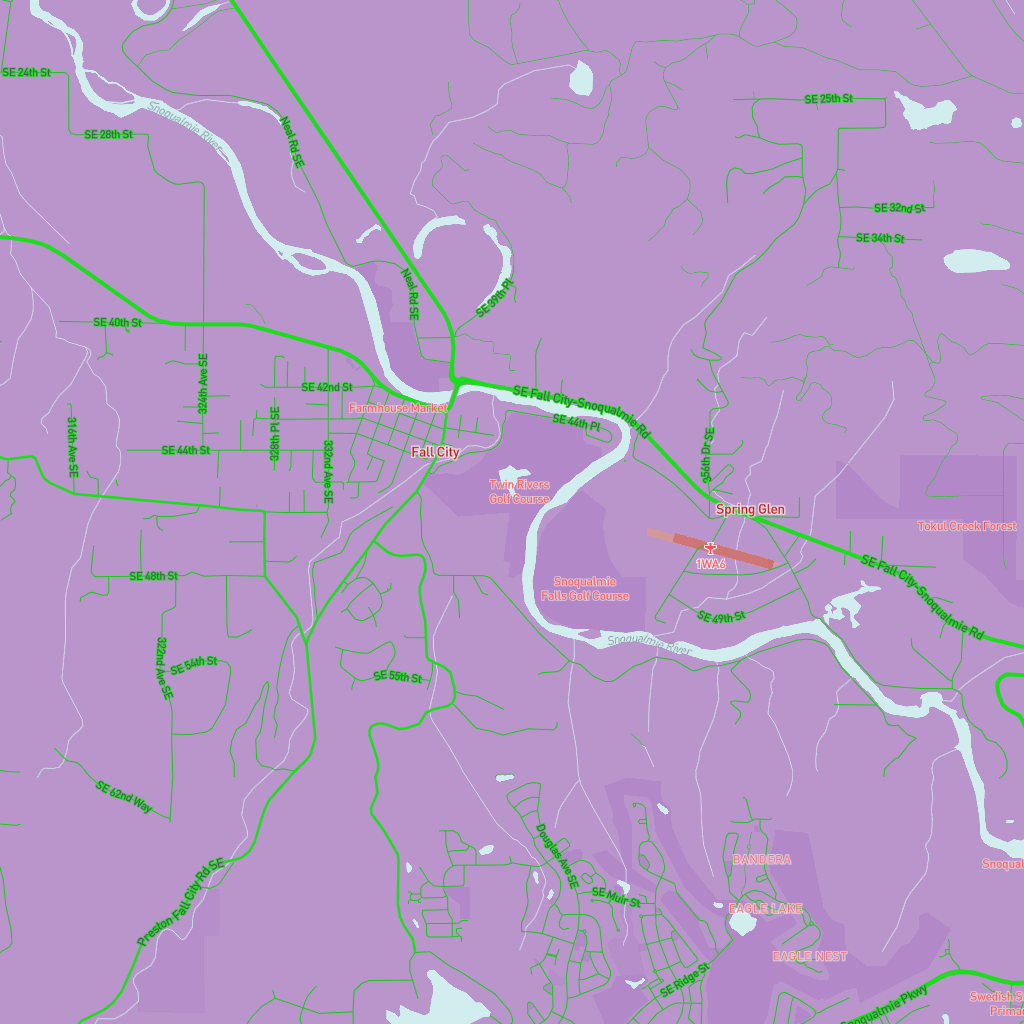 SE 24th St
Snoqualmie River
SE 25th St
SE 28th St
Neal Rd SE
SE 32nd St
SE 34th St
Neal Rd SE
SE 39th Pl
SE 40th St
324th Ave SE
SE 42nd St
SE Fall City-Snoqualmie Rd
Farmhouse Market
SE 44th Pl
316th Ave SE
328th Pl SE
SE 44th St
332nd Ave SE
Fall City
356th Dr SE
Twin Rivers
Golf Course
Spring Glen
Tokul Creek Forest
1WA6
SE 48th St
Snoqualmie
Falls Golf Course
SE Fall City-Snoqualmie Rd
SE 49th St
Snoqualmie River
322nd Ave SE
SE 54th St
SE 55th St
SE 62nd Way
Douglas Ave SE
BANDERA
Snoqual
SE Muir St
EAGLE LAKE
Preston-Fall City Rd SE
EAGLE NEST
SE Ridge St
Snoqualmie Pkwy
Swedish S
Prima